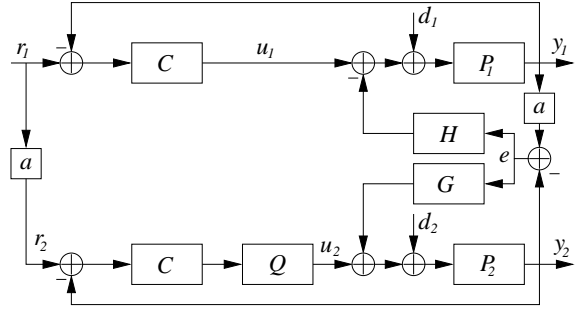 r₁ − C u₁ − d₁ P₁ y₁
a
H
e
−
a
G
r₂ − C Q u₂ d₂ P₂ y₂